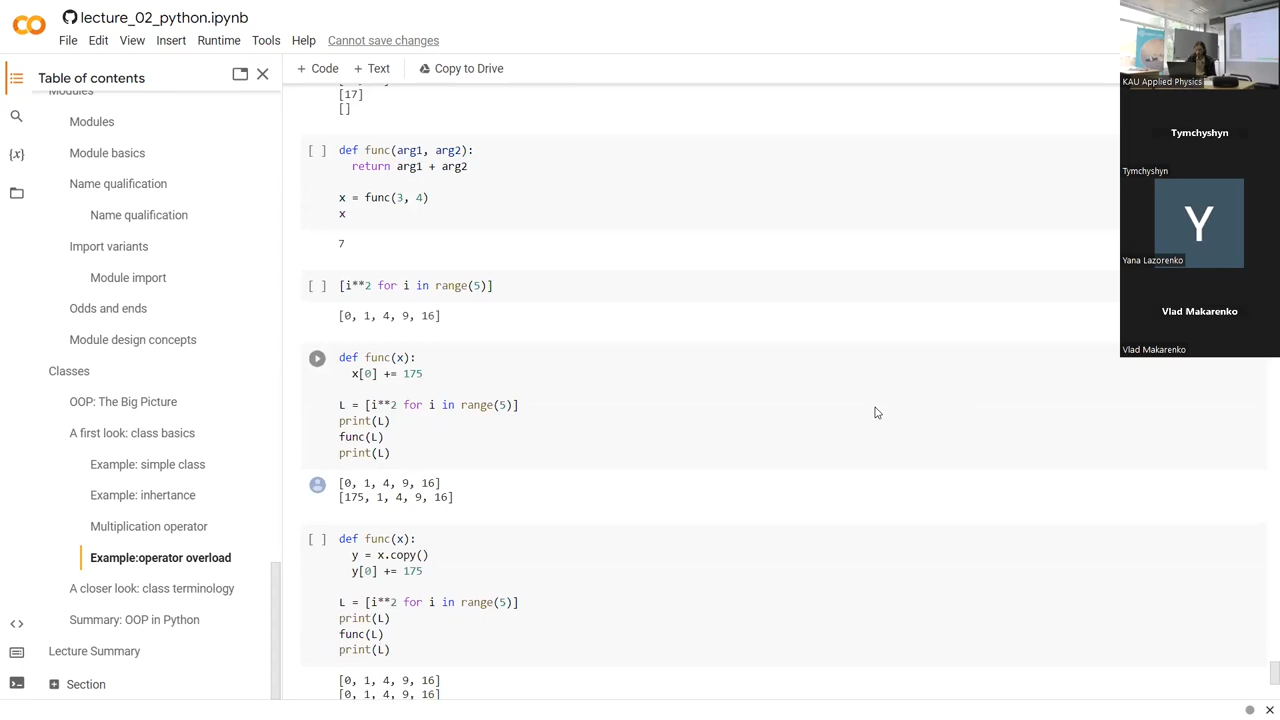 lecture_02_python.ipynb
File Edit View Insert Runtime Tools Help Cannot save changes
Table of contents
+ Code + Text Copy to Drive
Modules
Modules
Module basics
Name qualification
Name qualification
Import variants
Module import
Odds and ends
Module design concepts
Classes
OOP: The Big Picture
A first look: class basics
Example: simple class
Example: inhertance
Multiplication operator
Example:operator overload
A closer look: class terminology
Summary: OOP in Python
Lecture Summary
Section
[17]
[]
[ ] def func(arg1, arg2):
return arg1 + arg2
x = func(3, 4)
x
7
[ ] [i**2 for i in range(5)]
[0, 1, 4, 9, 16]
def func(x):
x[0] += 175
L = [i**2 for i in range(5)]
print(L)
func(L)
print(L)
[0, 1, 4, 9, 16]
[175, 1, 4, 9, 16]
[ ] def func(x):
y = x.copy()
y[0] += 175
L = [i**2 for i in range(5)]
print(L)
func(L)
print(L)
[0, 1, 4, 9, 16]
[0, 1, 4, 9, 16]
KAU Applied Physics
Tymchyshyn
Tymchyshyn
Y
Yana Lazorenko
Vlad Makarenko
Vlad Makarenko